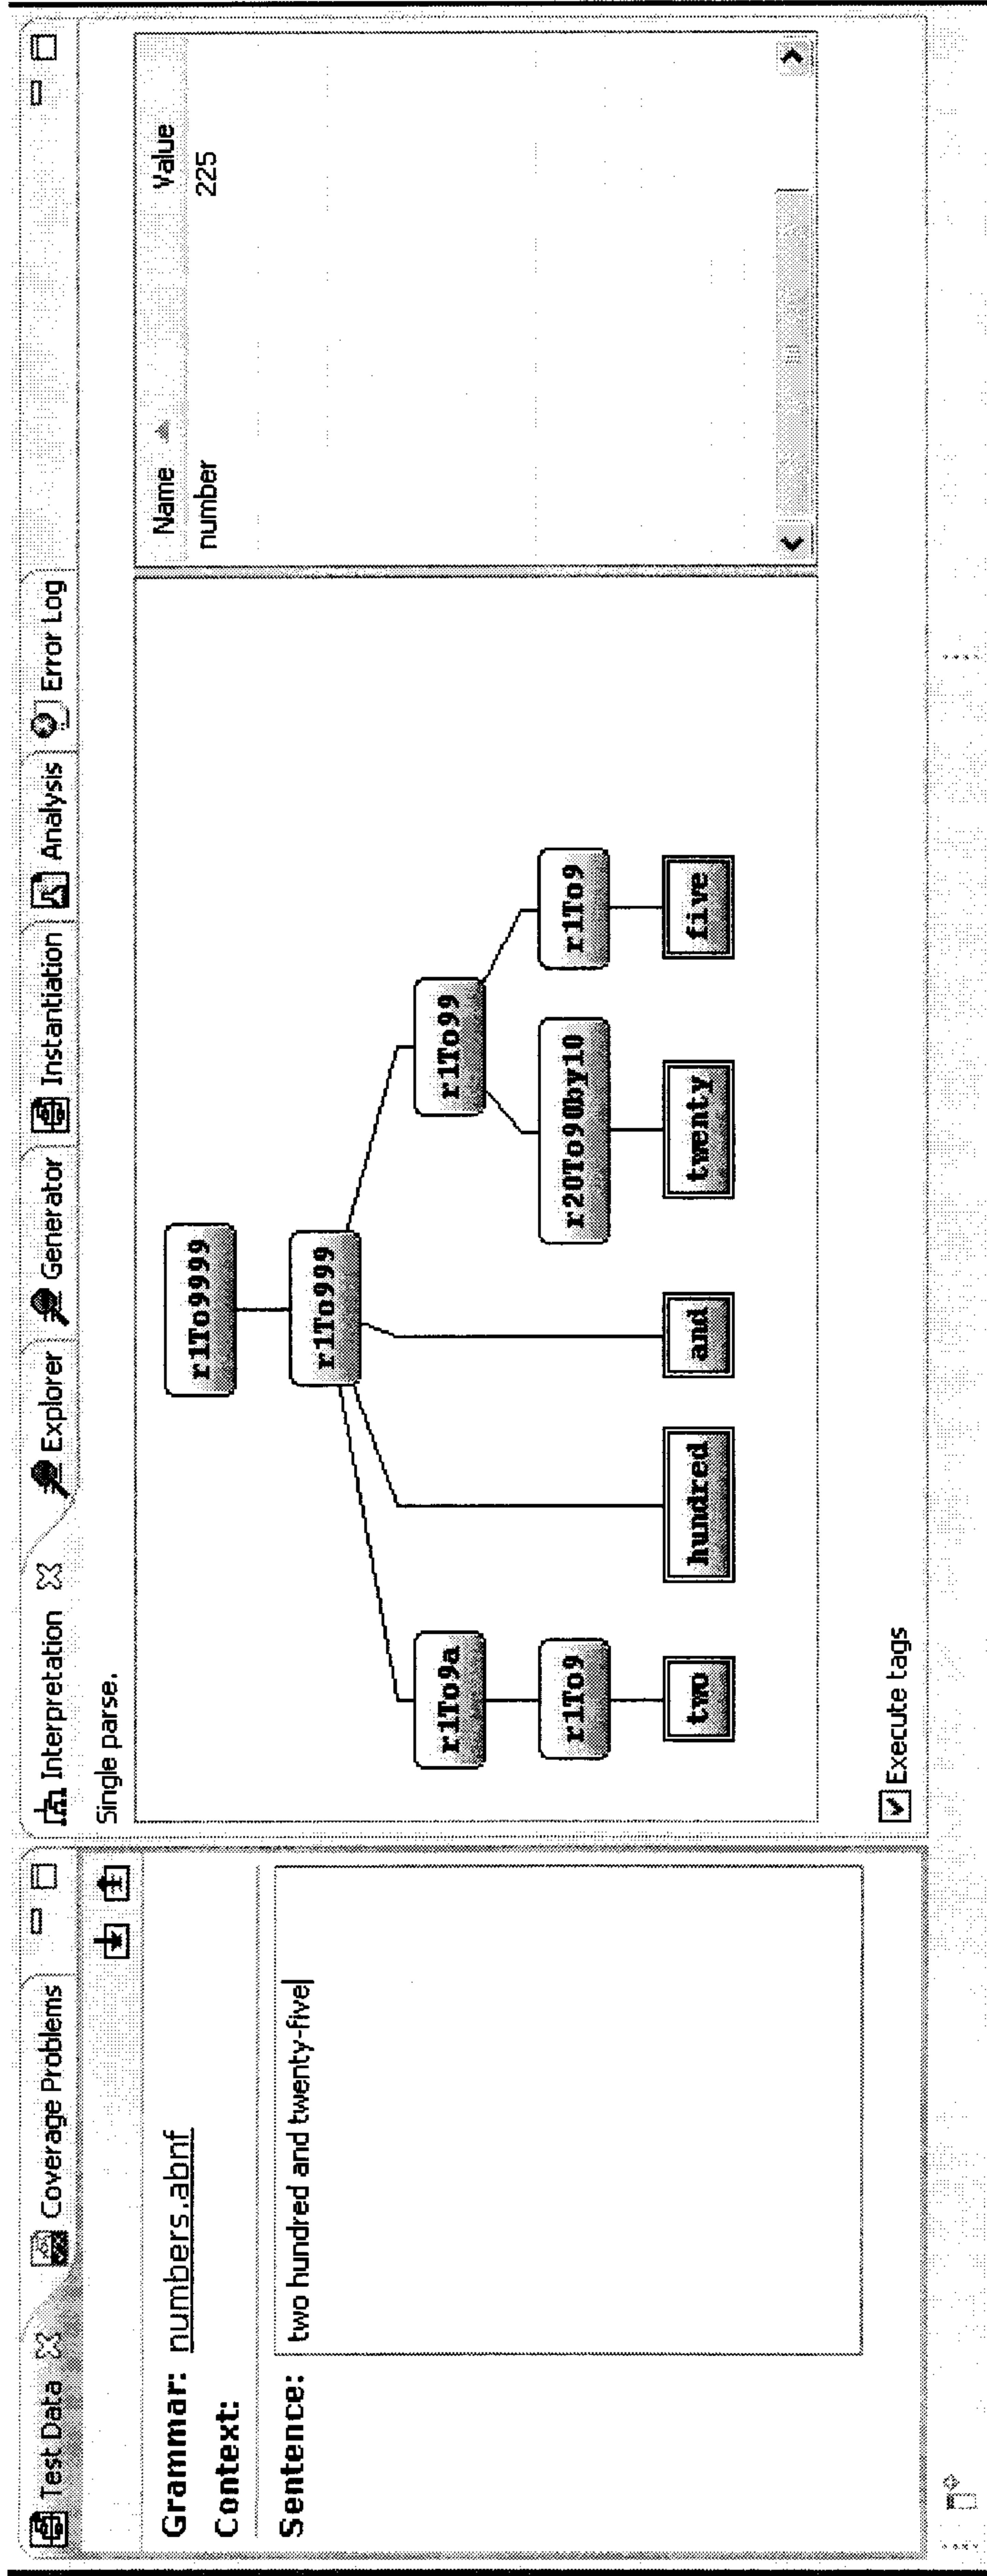 Test Data
Coverage Problems
Grammar: numbers.abnf
Context:
Sentence:
two hundred and twenty-five
Interpretation
Explorer
Generator
Instantiation
Analysis
Error Log
Single parse.
r1To9999
r1To999
r1To9a
r1To99
r1To9
r20To90by10
r1To9
two
hundred
and
twenty
five
Execute tags
Name
Value
number
225